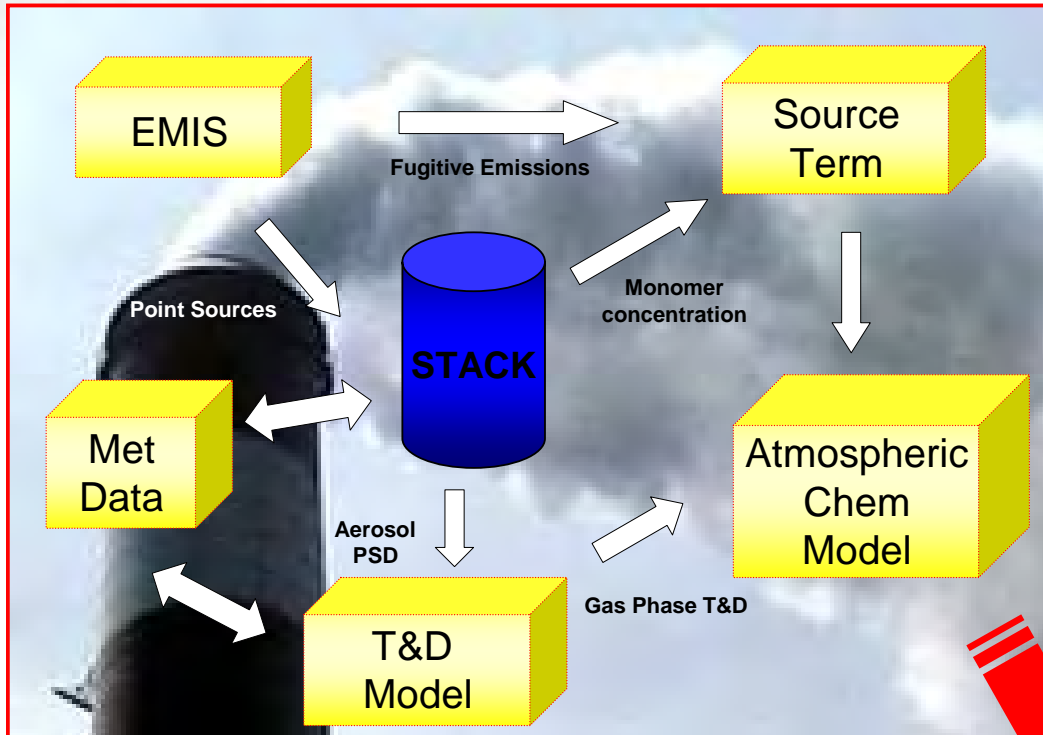 EMIS
Source
Term
Fugitive Emissions
Point Sources
Monomer
concentration
STACK
Met
Data
Atmospheric
Chem
Model
Aerosol
PSD
Gas Phase T&D
T&D
Model